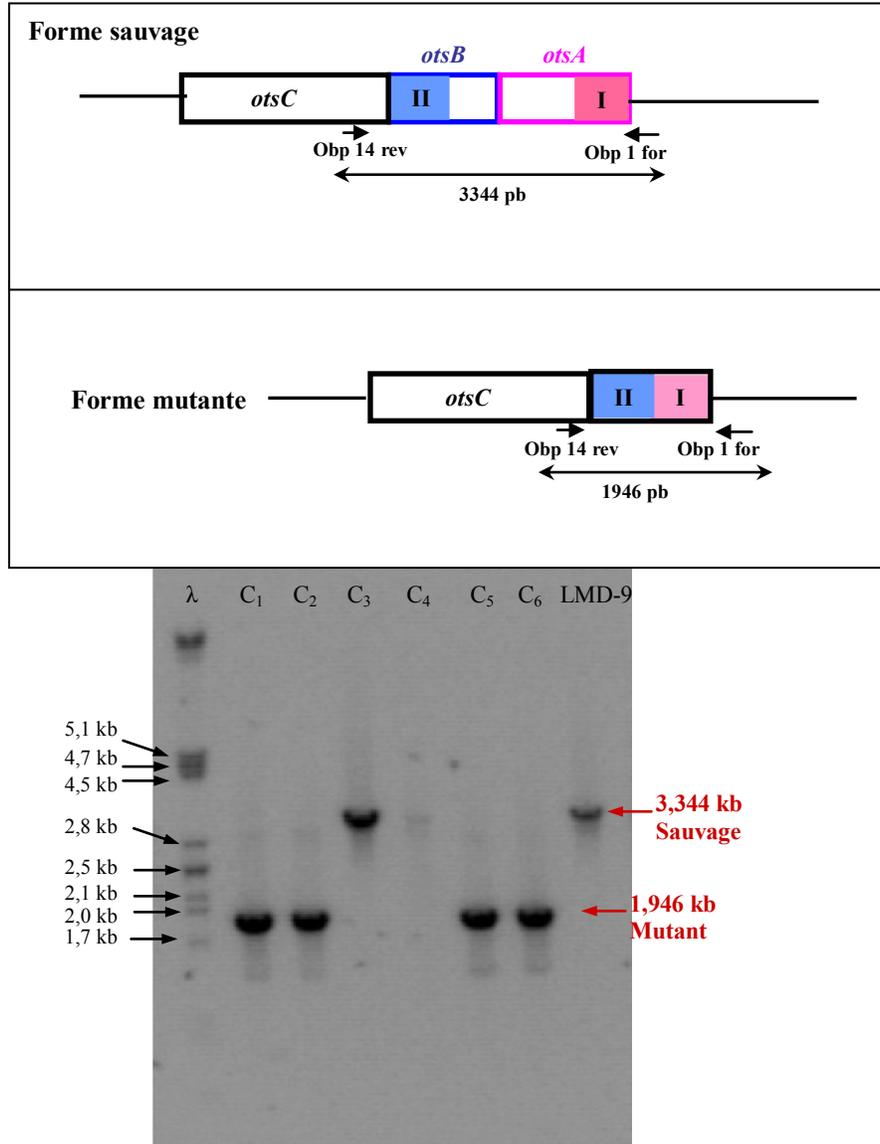 Forme sauvage
otsB
otsA
otsC
II
I
Obp 14 rev
Obp 1 for
3344 pb
Forme mutante
otsC
II
I
Obp 14 rev
Obp 1 for
1946 pb
λ C₁ C₂ C₃ C₄ C₅ C₆ LMD-9
5,1 kb
4,7 kb
4,5 kb
2,8 kb
2,5 kb
2,1 kb
2,0 kb
1,7 kb
3,344 kb
Sauvage
1,946 kb
Mutant